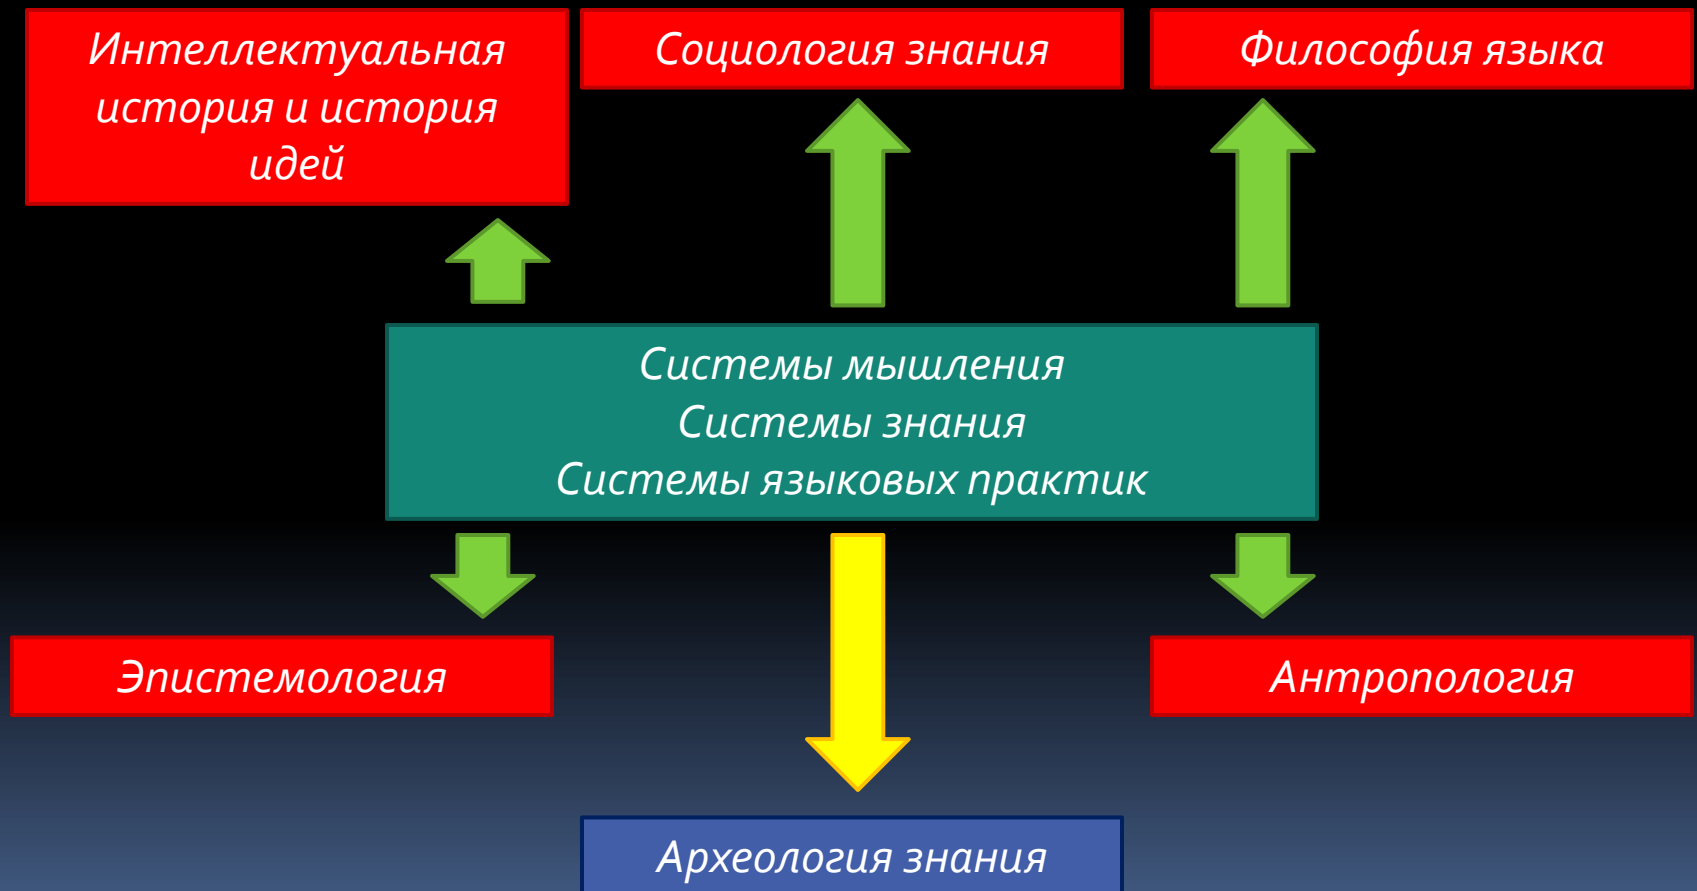 Интеллектуальная
история и история
идей
Социология знания
Философия языка
Системы мышления
Системы знания
Системы языковых практик
Эпистемология
Антропология
Археология знания